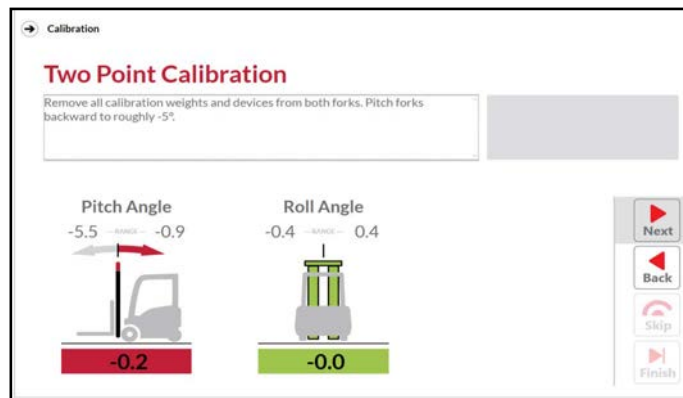 Calibration
Two Point Calibration
Remove all calibration weights and devices from both forks. Pitch forks
backward to roughly -5°.
Pitch Angle
-5.5 RANGE -0.9
-0.2
Roll Angle
-0.4 RANGE 0.4
-0.0
Next
Back
Skip
Finish